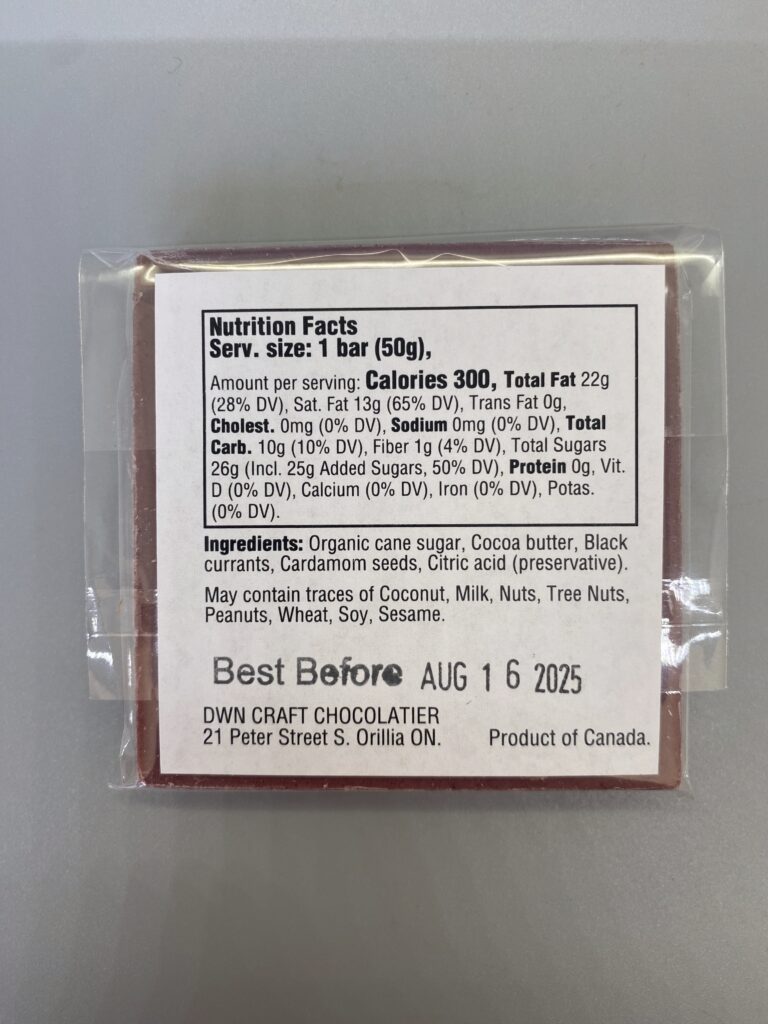 Nutrition Facts
Serv. size: 1 bar (50g),
Amount per serving: Calories 300, Total Fat 22g
(28% DV), Sat. Fat 13g (65% DV), Trans Fat 0g,
Cholest. 0mg (0% DV), Sodium 0mg (0% DV), Total
Carb. 10g (10% DV), Fiber 1g (4% DV), Total Sugars
26g (Incl. 25g Added Sugars, 50% DV), Protein 0g, Vit.
D (0% DV), Calcium (0% DV), Iron (0% DV), Potas.
(0% DV).
Ingredients: Organic cane sugar, Cocoa butter, Black
currants, Cardamom seeds, Citric acid (preservative).
May contain traces of Coconut, Milk, Nuts, Tree Nuts,
Peanuts, Wheat, Soy, Sesame.
Best Before AUG 16 2025
DWN CRAFT CHOCOLATIER
21 Peter Street S. Orillia ON. Product of Canada.